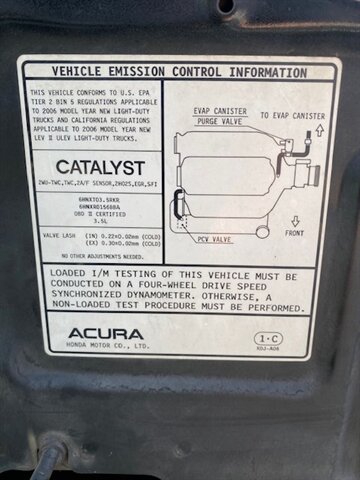 VEHICLE EMISSION CONTROL INFORMATION
THIS VEHICLE CONFORMS TO U.S. EPA
TIER 2 BIN 5 REGULATIONS APPLICABLE
TO 2006 MODEL YEAR NEW LIGHT-DUTY
TRUCKS AND CALIFORNIA REGULATIONS
APPLICABLE TO 2006 MODEL YEAR NEW
LEV II ULEV LIGHT-DUTY TRUCKS.
CATALYST
2WU-TWC,TWC,2A/F SENSOR,2HO2S,EGR,SFI
6HNXT03.5RKR
6HNXR0156BBA
OBD II CERTIFIED
3.5L
VALVE LASH (IN) 0.22±0.02mm (COLD)
(EX) 0.30±0.02mm (COLD)
NO OTHER ADJUSTMENTS NEEDED.
EVAP CANISTER
PURGE VALVE
TO EVAP CANISTER
PCV VALVE
FRONT
LOADED I/M TESTING OF THIS VEHICLE MUST BE
CONDUCTED ON A FOUR-WHEEL DRIVE SPEED
SYNCHRONIZED DYNAMOMETER. OTHERWISE, A
NON-LOADED TEST PROCEDURE MUST BE PERFORMED.
ACURA
HONDA MOTOR CO., LTD.
1·C
RDJ-A06